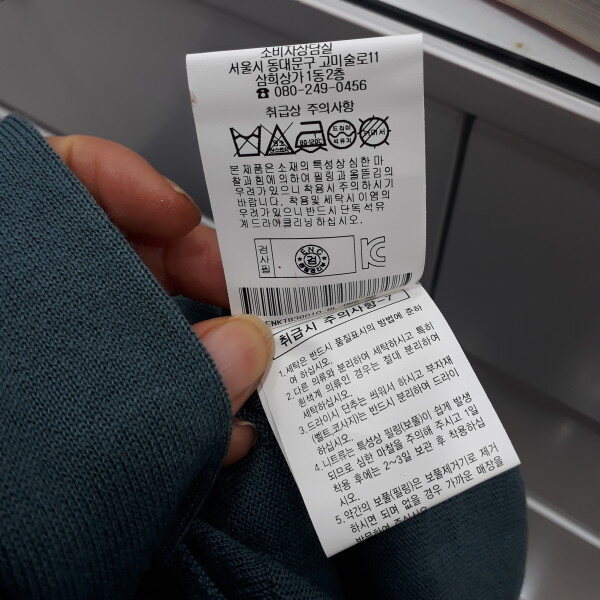 소비자상담실
서울시 동대문구 고미술로11
삼희상가 1동2층
☎ 080-249-0456
취급상 주의사항
드라이
석유계
본 제품은 소재의 특성상 심한 마
찰과 힘에 의하여 필링과 올뜯김의
우려가 있으니 착용시 주의하시기
바랍니다. 착용및 세탁시 이염의
우려가 있으니 반드시 단독석유
계드라이클리닝하십시오.
검사필
ENC
검
취급시 주의사항-7
1.세탁은 반드시 품질표시의 방법에 준하
여 하십시오.
2.다른 의류와 분리하여 세탁하시고 특히
흰색계 의류인 경우는 절대 분리하여
세탁하십시오.
3.드라이시 단추는 씌워서 하시고 부자재
(벨트,코사지)는 반드시 분리하여 드라이
하십시오.
4.니트류는 특성상 필링(보풀)이 쉽게 발생
되므로 심한 마찰을 주의해 주시고 1일
착용 후에는 2~3일 보관 후 착용하십
시오.
5.약간의 보풀(필링)은 보풀제거기로 제거
하시면 되며 없을 경우 가까운 매장을